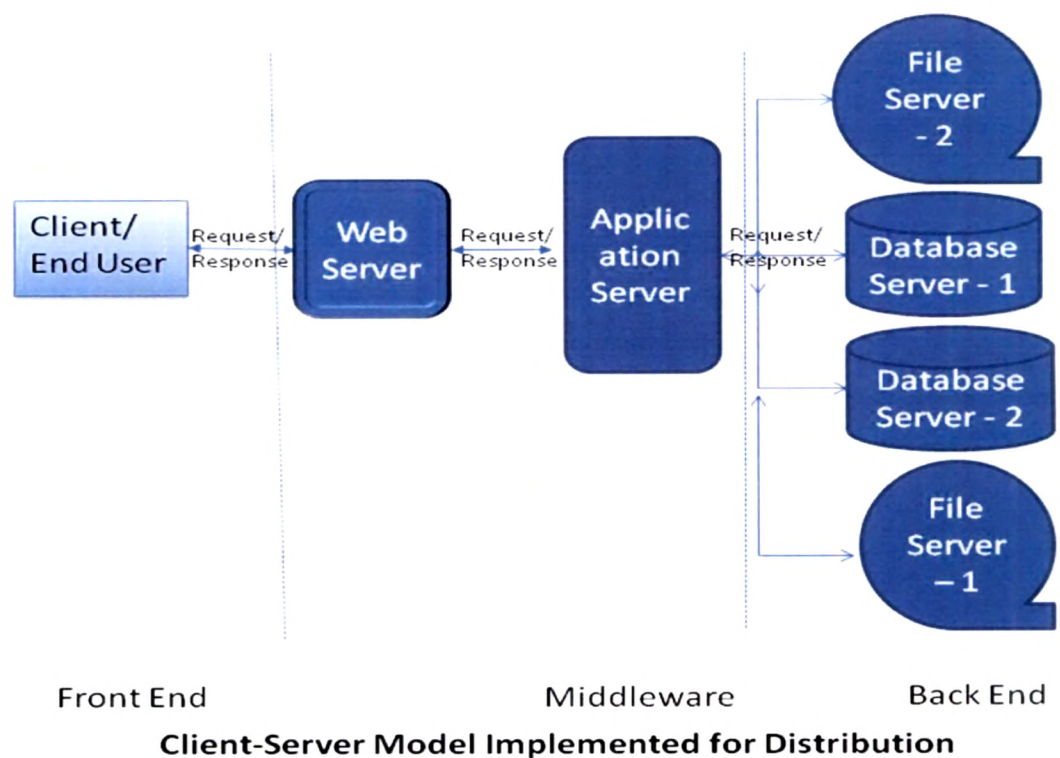 File
Server
- 2
Client/
End User
Request/
Response
Web
Server
Request/
Response
Applic
ation
Server
Request/
Response
Database
Server - 1
Database
Server - 2
File
Server
– 1
Front End
Middleware
Back End
Client-Server Model Implemented for Distribution